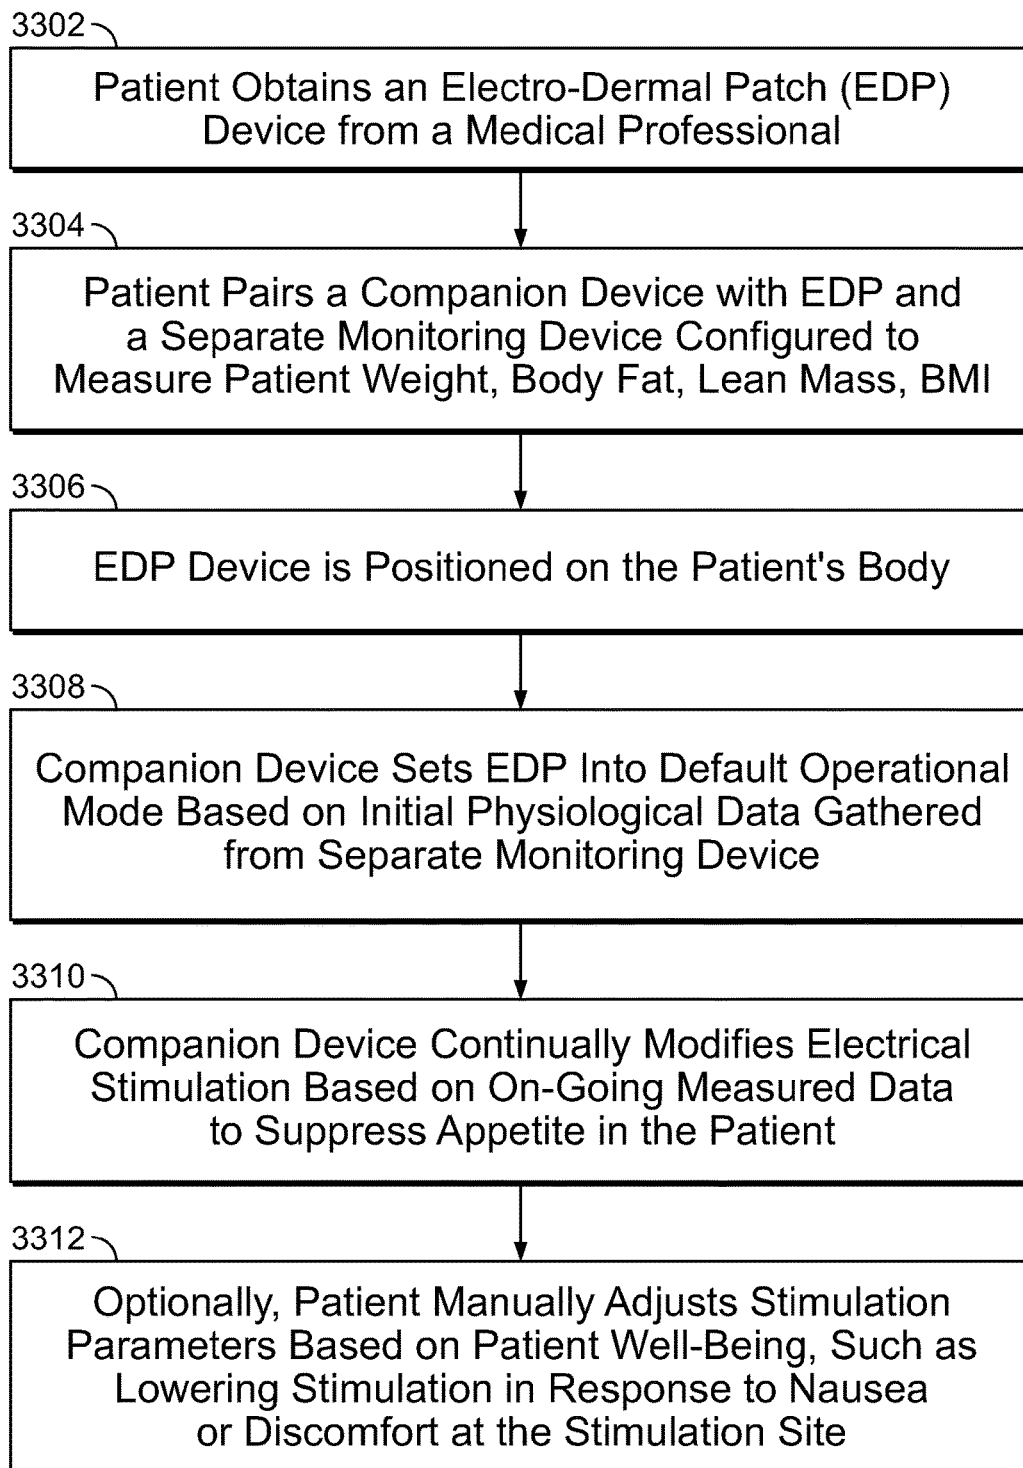 3302
Patient Obtains an Electro-Dermal Patch (EDP)
Device from a Medical Professional
3304
Patient Pairs a Companion Device with EDP and
a Separate Monitoring Device Configured to
Measure Patient Weight, Body Fat, Lean Mass, BMI
3306
EDP Device is Positioned on the Patient's Body
3308
Companion Device Sets EDP Into Default Operational
Mode Based on Initial Physiological Data Gathered
from Separate Monitoring Device
3310
Companion Device Continually Modifies Electrical
Stimulation Based on On-Going Measured Data
to Suppress Appetite in the Patient
3312
Optionally, Patient Manually Adjusts Stimulation
Parameters Based on Patient Well-Being, Such as
Lowering Stimulation in Response to Nausea
or Discomfort at the Stimulation Site